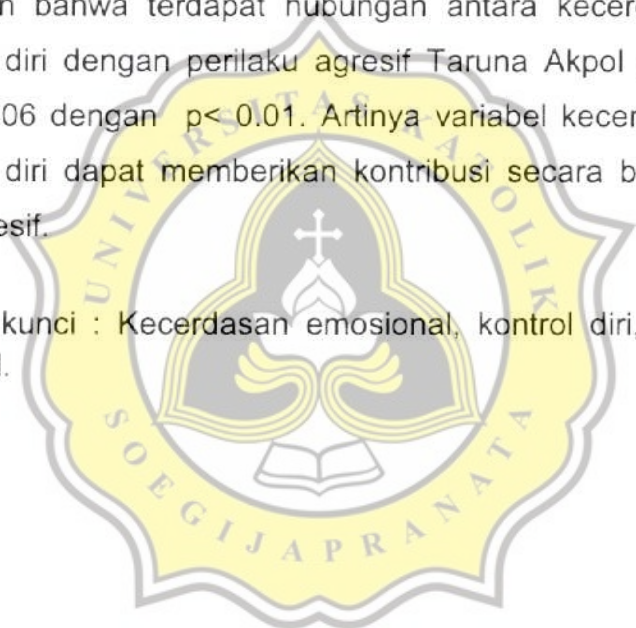 n bahwa terdapat hubungan antara kecer
diri dengan perilaku agresif Taruna Akpol
06 dengan p< 0.01. Artinya variabel kecer
diri dapat memberikan kontribusi secara b
esif.
kunci : Kecerdasan emosional, kontrol diri,
l.
UNIVERSITAS KATOLIK
SOEGIJAPRANATA